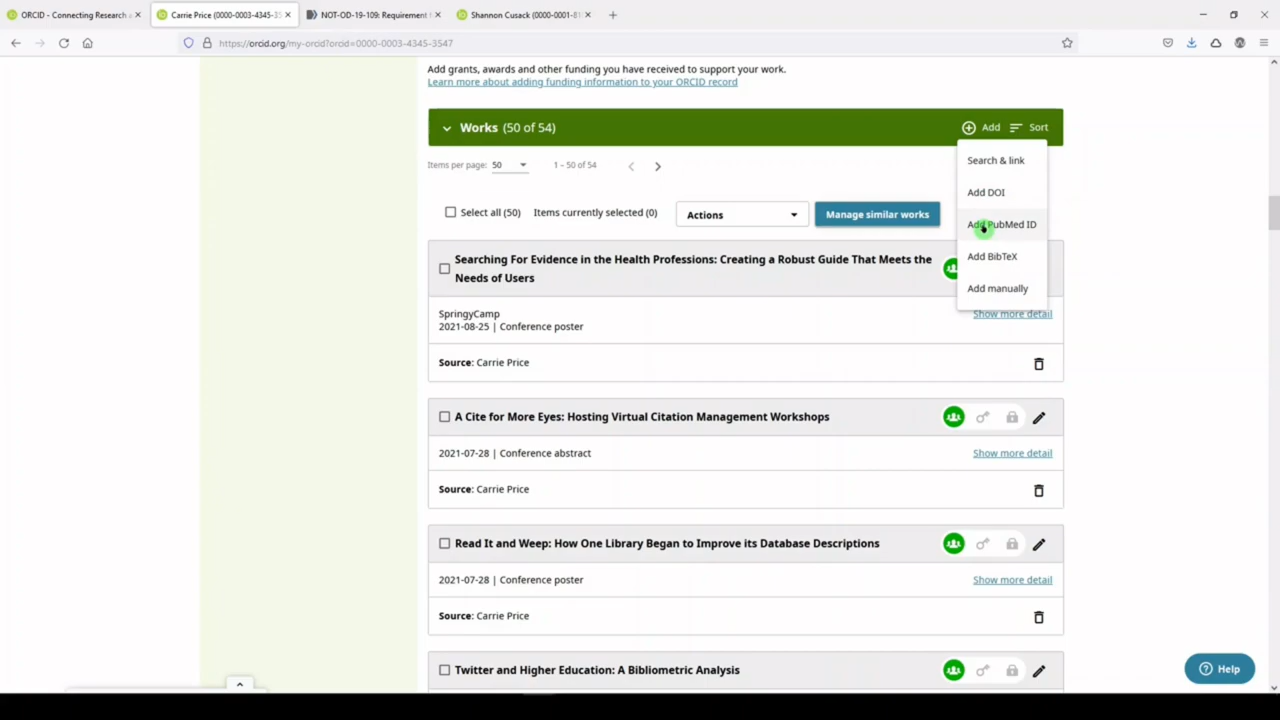 ORCID - Connecting Research a
Carrie Price (0000-0003-4345-35
NOT-OD-19-109: Requirement f
Shannon Cusack (0000-0001-81
https://orcid.org/my-orcid?orcid=0000-0003-4345-3547
Add grants, awards and other funding you have received to support your work.
Learn more about adding funding information to your ORCID record
Works (50 of 54)
Add
Sort
Items per page:
50
1 – 50 of 54
Search & link
Add DOI
Add PubMed ID
Add BibTeX
Add manually
Select all (50)
Items currently selected (0)
Actions
Manage similar works
Searching For Evidence in the Health Professions: Creating a Robust Guide That Meets the
Needs of Users
SpringyCamp
2021-08-25 | Conference poster
Show more detail
Source: Carrie Price
A Cite for More Eyes: Hosting Virtual Citation Management Workshops
2021-07-28 | Conference abstract
Show more detail
Source: Carrie Price
Read It and Weep: How One Library Began to Improve its Database Descriptions
2021-07-28 | Conference poster
Show more detail
Source: Carrie Price
Twitter and Higher Education: A Bibliometric Analysis
Help